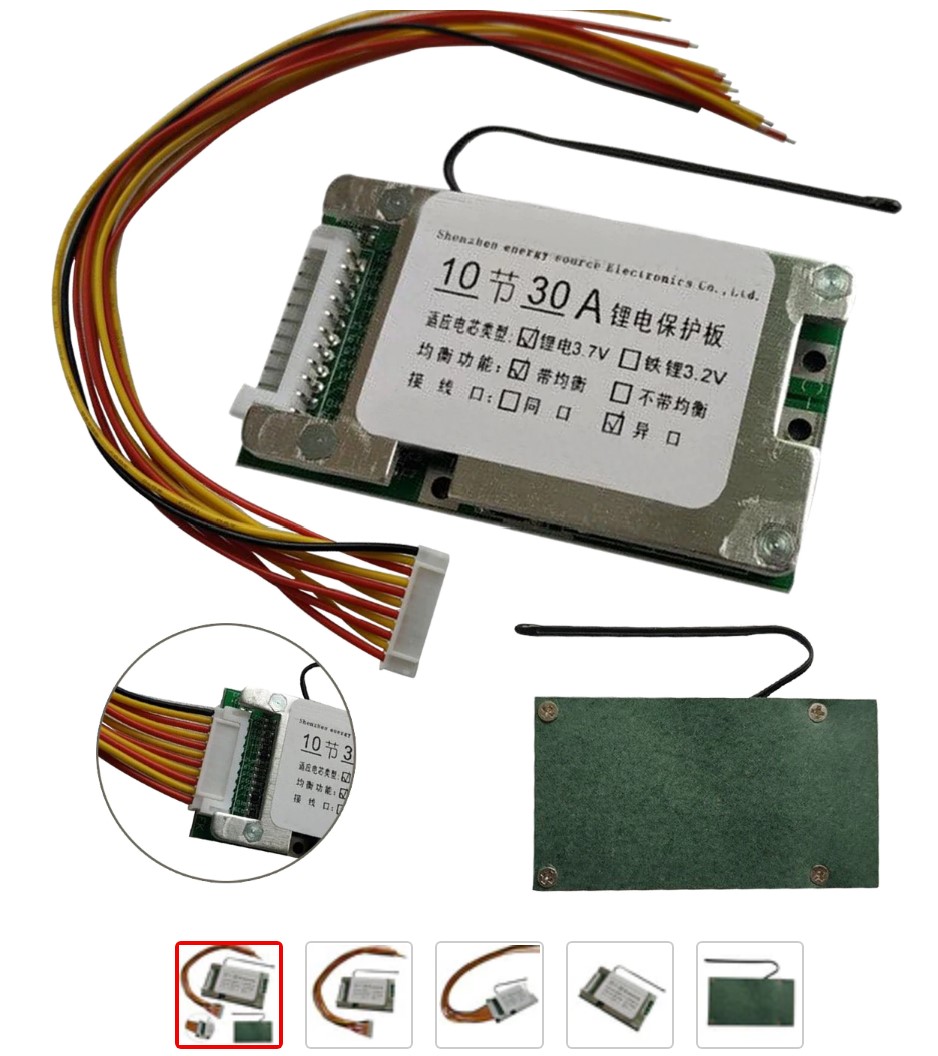 Shenzhen energy source Electronics Co.,Ltd.
10节30A锂电保护板
适应电芯类型:☑锂电3.7V ☐铁锂3.2V
均衡功能:☑带均衡 ☐不带均衡
接线口:☐同口 ☑异口
Shenzhen energy
10节3
适应电芯类型:☑
均衡功能:☑
接线口: